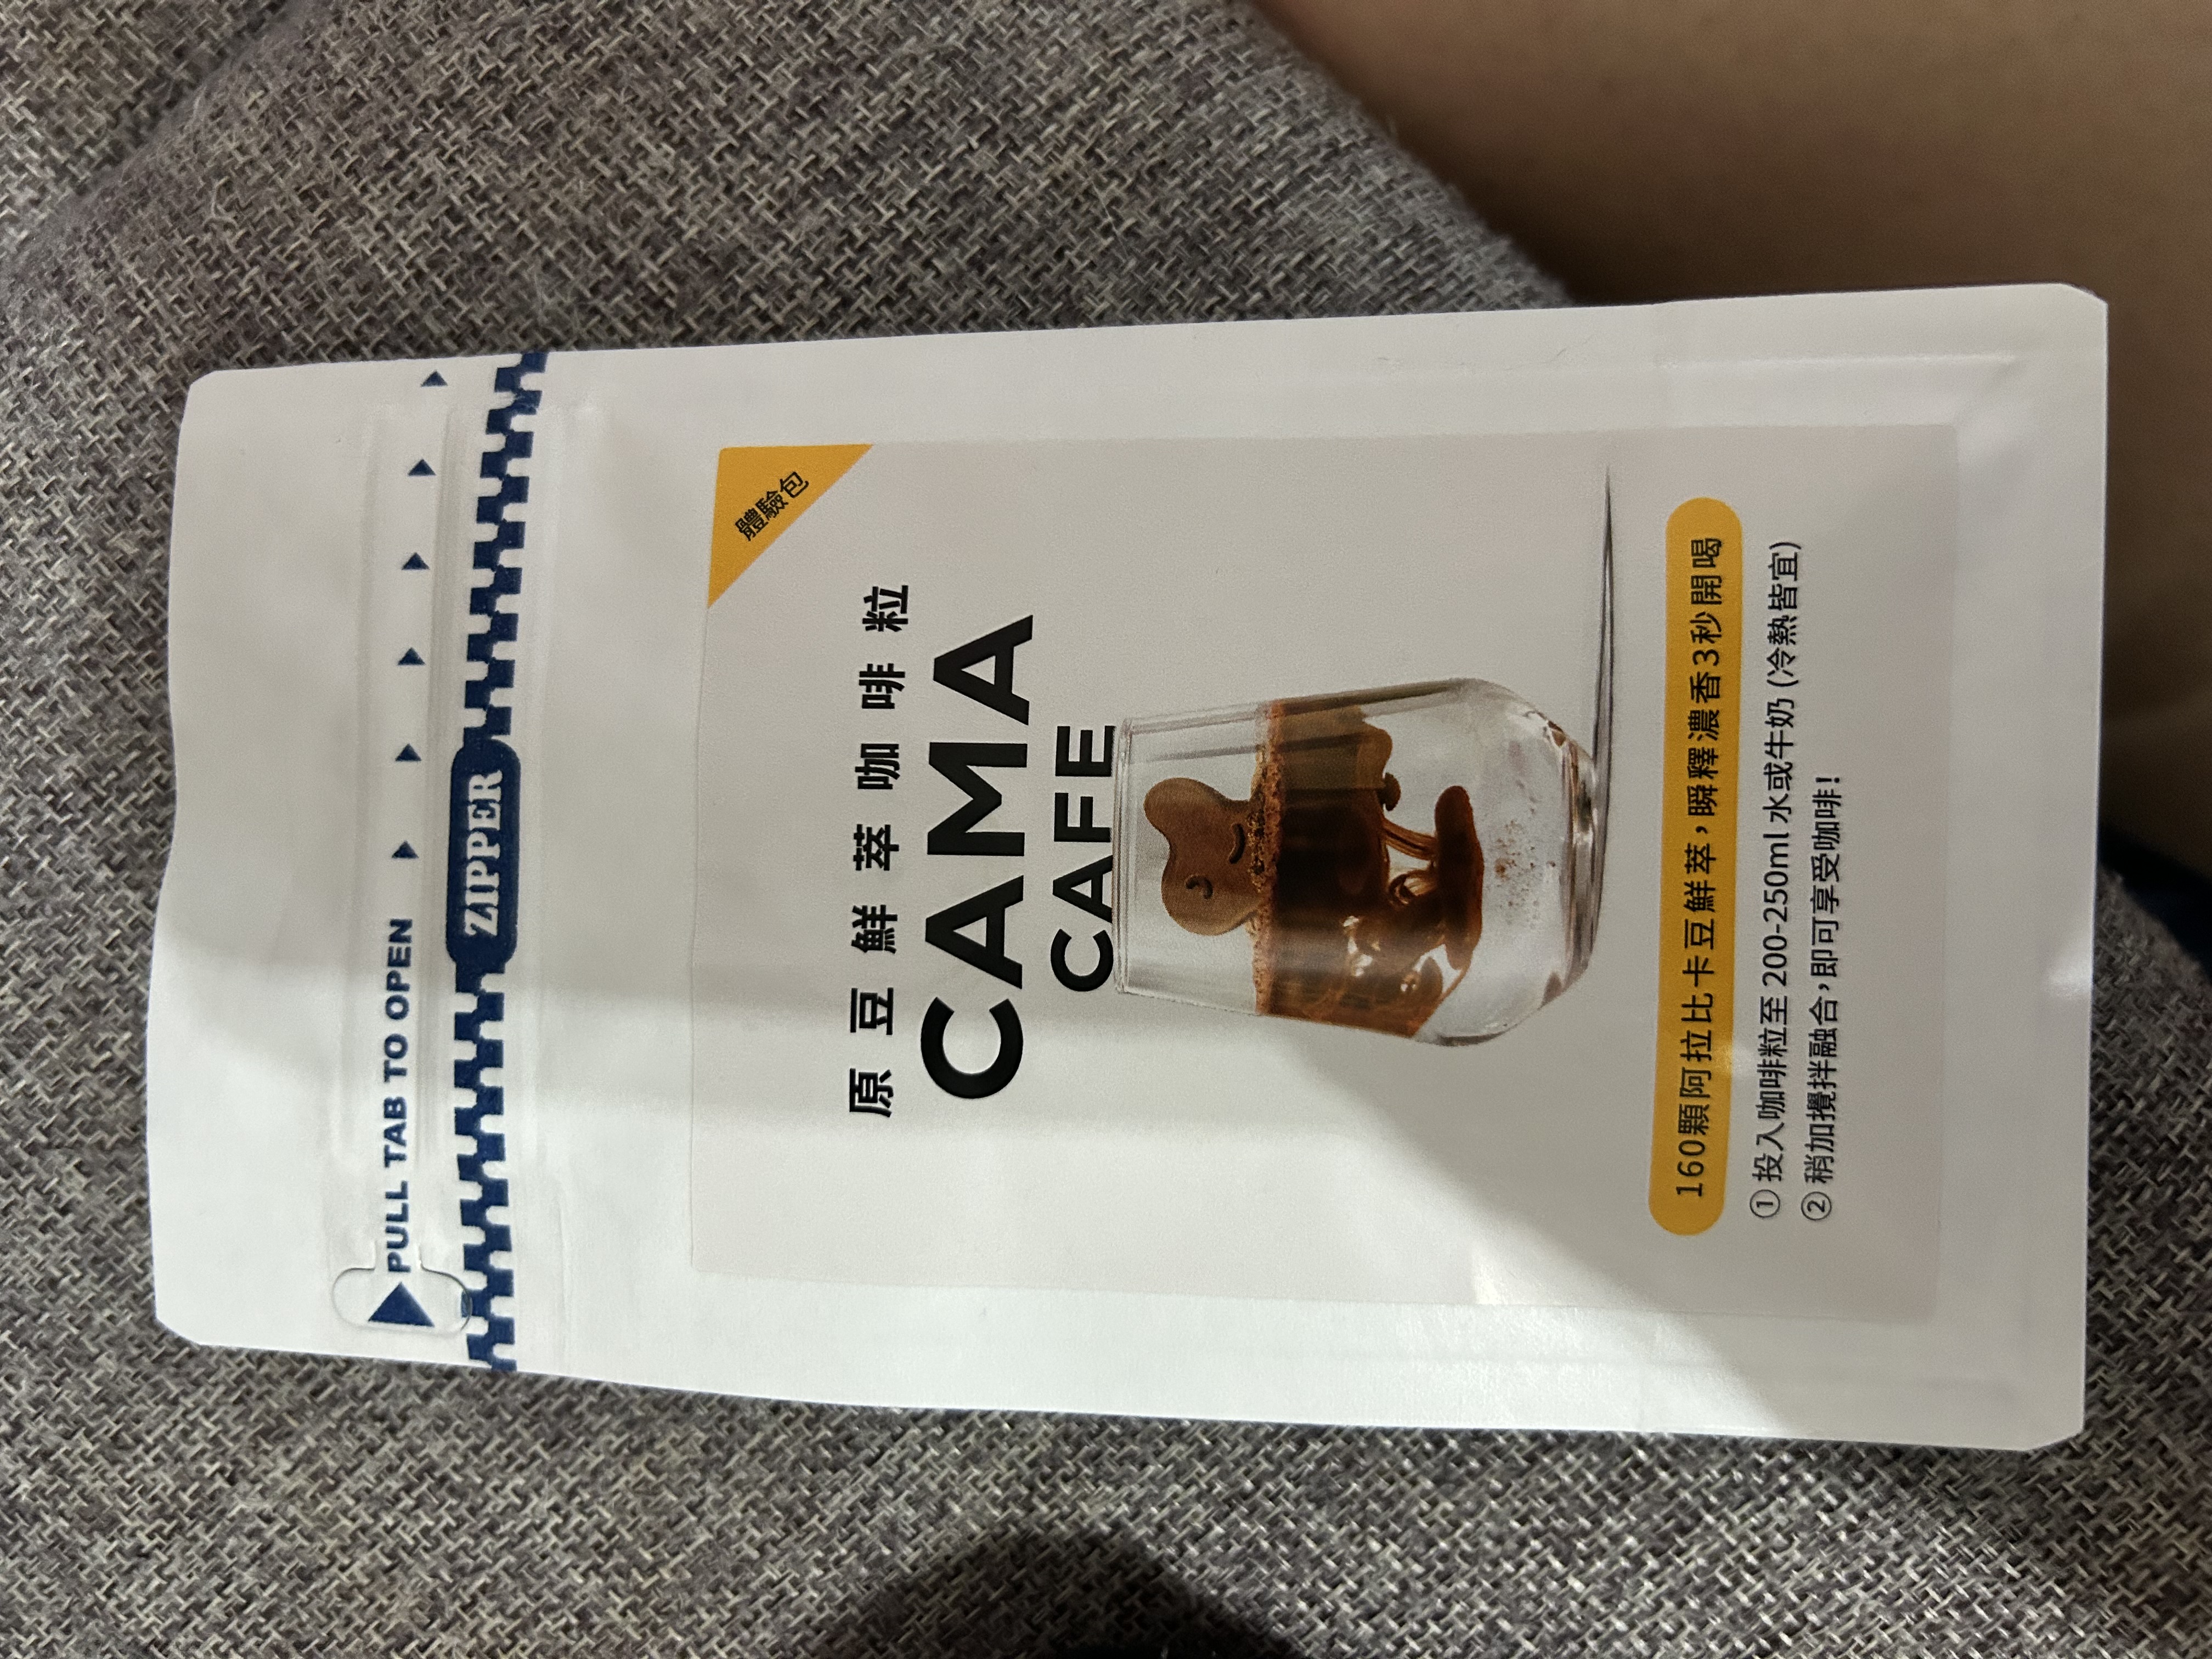 PULL TAB TO OPEN
ZIPPER
體驗包
原豆鮮萃咖啡粒
CAMA
CAFE
160顆阿拉比卡豆鮮萃,瞬釋濃香3秒開喝
① 投入咖啡粒至 200-250ml 水或牛奶 (冷熱皆宜)
② 稍加攪拌融合,即可享受咖啡!